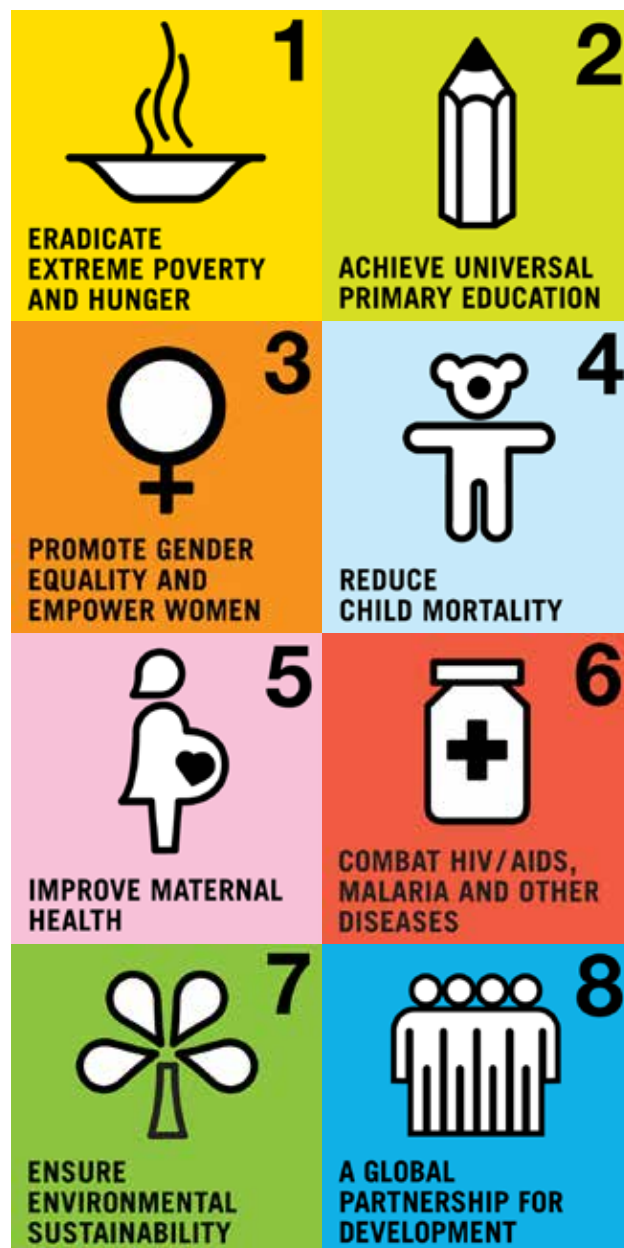 1
ERADICATE
EXTREME POVERTY
AND HUNGER
2
ACHIEVE UNIVERSAL
PRIMARY EDUCATION
3
PROMOTE GENDER
EQUALITY AND
EMPOWER WOMEN
4
REDUCE
CHILD MORTALITY
5
IMPROVE MATERNAL
HEALTH
6
COMBAT HIV/AIDS,
MALARIA AND OTHER
DISEASES
7
ENSURE
ENVIRONMENTAL
SUSTAINABILITY
8
A GLOBAL
PARTNERSHIP FOR
DEVELOPMENT